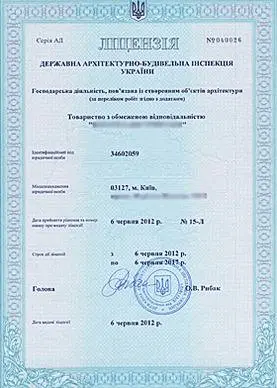 ЛІЦЕНЗІЯ
Серія АД № 040026
ДЕРЖАВНА АРХІТЕКТУРНО-БУДІВЕЛЬНА ІНСПЕКЦІЯ
УКРАЇНИ
Господарська діяльність, пов'язана із створенням об'єктів архітектури
(за переліком робіт згідно з додатком)
Товариство з обмеженою відповідальністю
Ідентифікаційний код
юридичної особи 34602059
Місцезнаходження
юридичної особи 03127, м. Київ,
Дата прийняття рішення та номер
наказу про видачу ліцензії 6 червня 2012 р. № 15-Л
Строк дії ліцензії з 6 червня 2012 р.
по 6 червня 2017 р.
Голова О.В. Рибак
Дата видачі ліцензії 6 червня 2012 р.